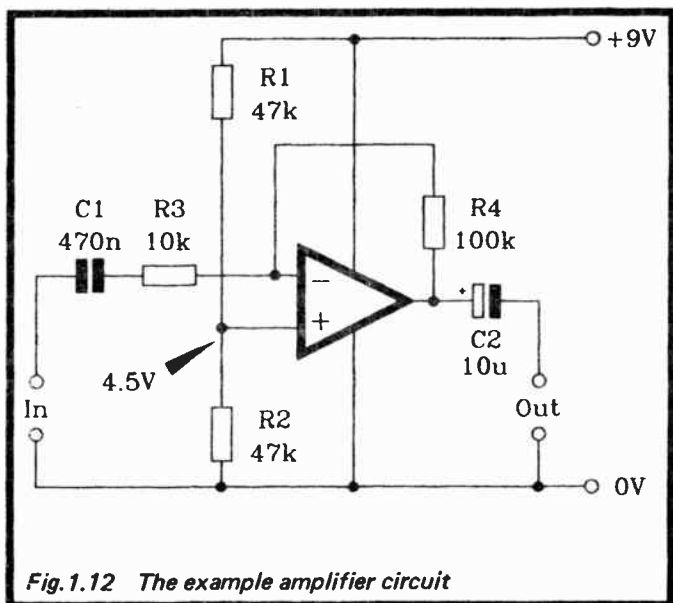 +9V
R1
47k
C1
470n
R3
10k
R4
100k
−
+
+
C2
10u
4.5V
In
R2
47k
Out
0V
Fig.1.12 The example amplifier circuit